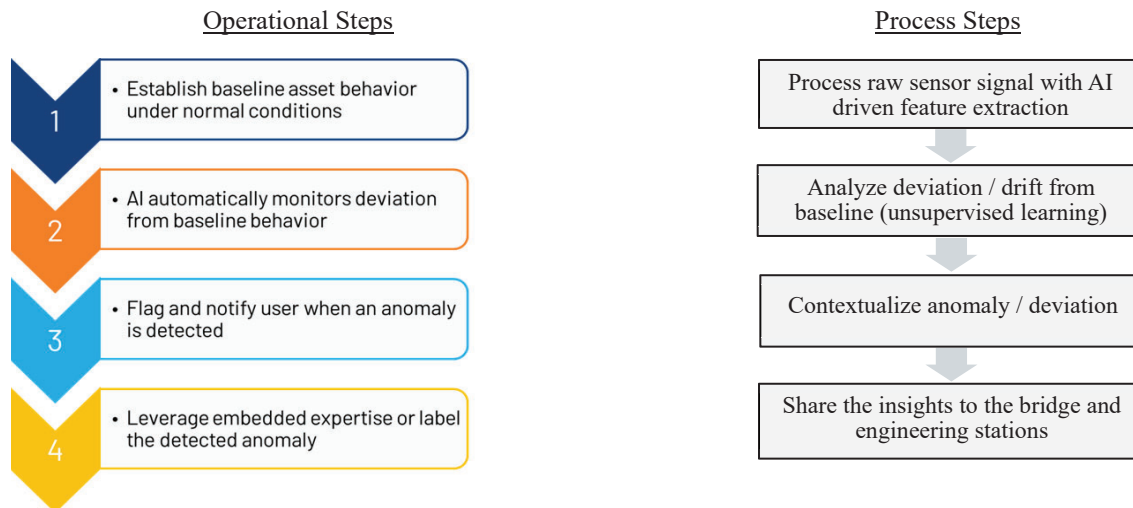 Operational Steps
1
• Establish baseline asset behavior
under normal conditions
2
• AI automatically monitors deviation
from baseline behavior
3
• Flag and notify user when an anomaly
is detected
4
• Leverage embedded expertise or label
the detected anomaly
Process Steps
Process raw sensor signal with AI
driven feature extraction
Analyze deviation / drift from
baseline (unsupervised learning)
Contextualize anomaly / deviation
Share the insights to the bridge and
engineering stations